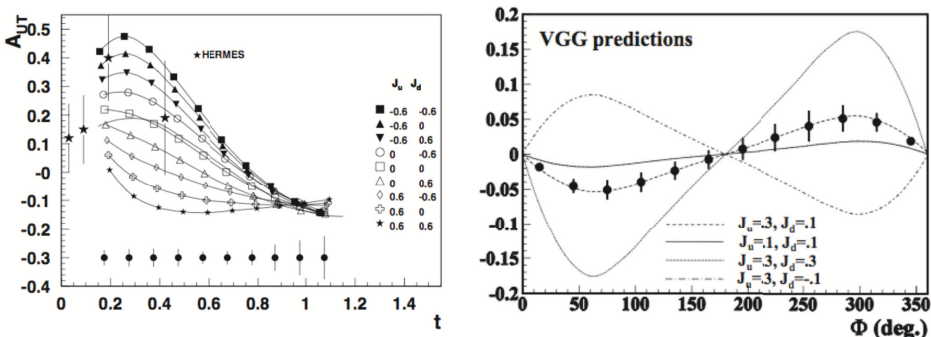 A_UT
0.5
0.4
0.3
0.2
0.1
-0
-0.1
-0.2
-0.3
-0.4
0 0.2 0.4 0.6 0.8 1 1.2 1.4
t
★HERMES
J_u J_d
■ -0.6 -0.6
▲ -0.6 0
▼ -0.6 0.6
○ 0 -0.6
□ 0 0
△ 0 0.6
◇ 0.6 -0.6
0.6 0
★ 0.6 0.6
VGG predictions
0.2
0.15
0.1
0.05
0
-0.05
-0.1
-0.15
-0.2
0 50 100 150 200 250 300 350
Φ (deg.)
J_u=.3, J_d=.1
J_u=.1, J_d=.1
J_u=.3, J_d=.3
J_u=.3, J_d=-.1